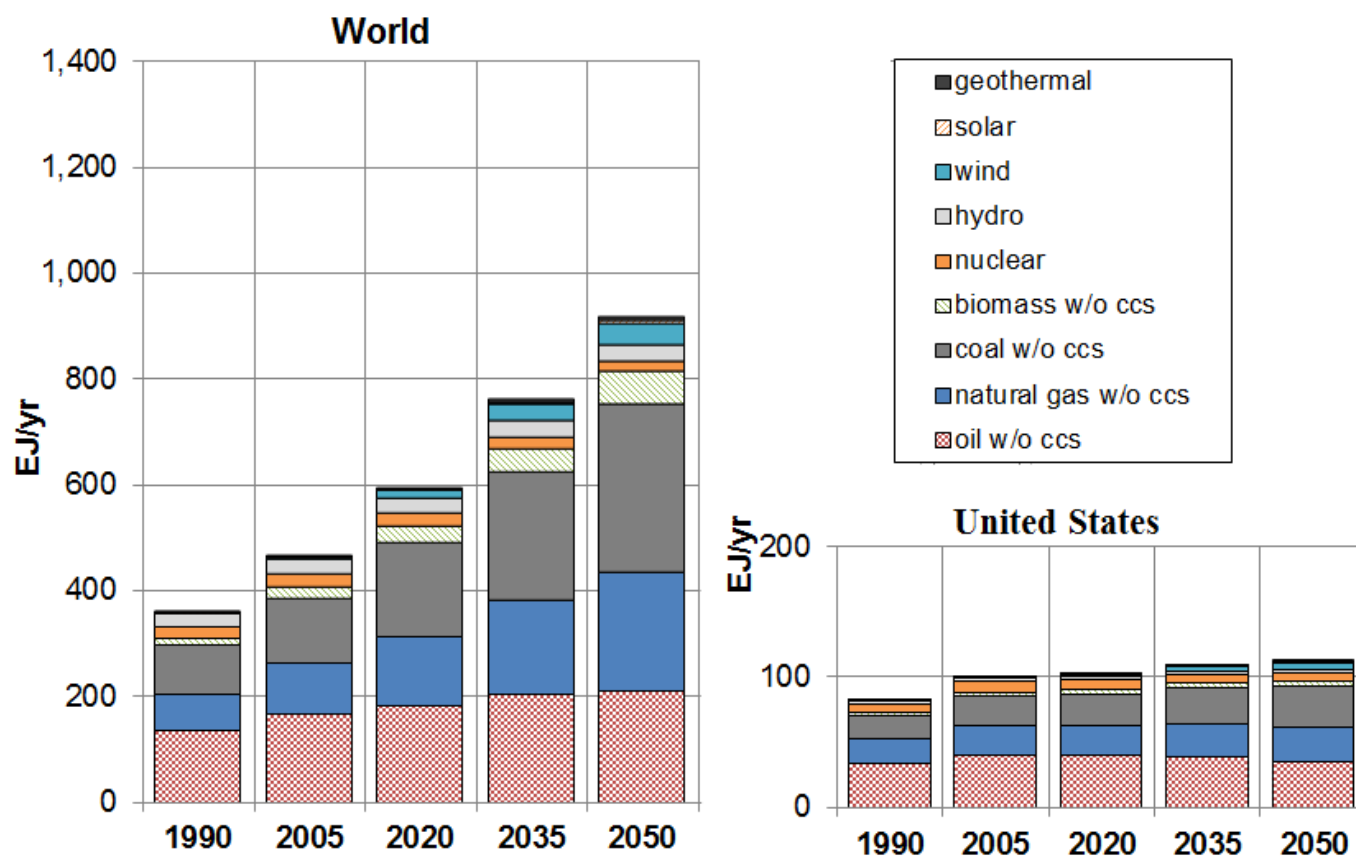 World
1,400
1,200
1,000
800
600
400
200
0
EJ/yr
1990 2005 2020 2035 2050
geothermal
solar
wind
hydro
nuclear
biomass w/o ccs
coal w/o ccs
natural gas w/o ccs
oil w/o ccs
United States
EJ/yr
200
100
0
1990 2005 2020 2035 2050